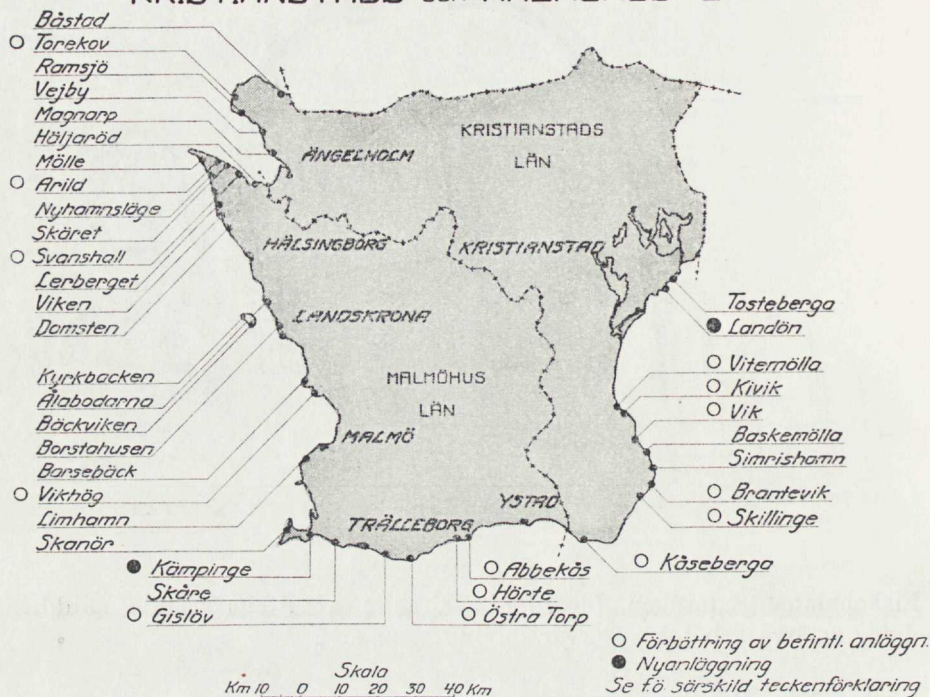 Båstad
○ Torekov
Ramsjö
Vejby
Magnarp
Häljaröd
Mölle
○ Arild
Nyhamnsläge
Skäret
○ Svanshall
Lerberget
Viken
Domsten
Kyrkbacken
Ålabodarna
Bäckviken
Borstahusen
Barsebäck
○ Vikhög
Limhamn
Skanör
● Kämpinge
Skåre
○ Gislöv
ÄNGELHOLM
KRISTIANSTADS
LÄN
HÄLSINGBORG
KRISTIANSTAD
LANDSKRONA
MALMÖHUS
LÄN
MALMÖ
YSTAD
TRÄLLEBORG
Tosteberga
● Landön
○ Vitemölla
○ Kivik
○ Vik
Baskemölla
Simrishamn
○ Brantevik
○ Skillinge
○ Kåseberga
○ Abbekås
○ Hörte
○ Östra Torp
○ Förbättring av befintl. anläggn.
● Nyanläggning
Se f.ö särskild teckenförklaring
Skala
Km 10 0 10 20 30 40 Km